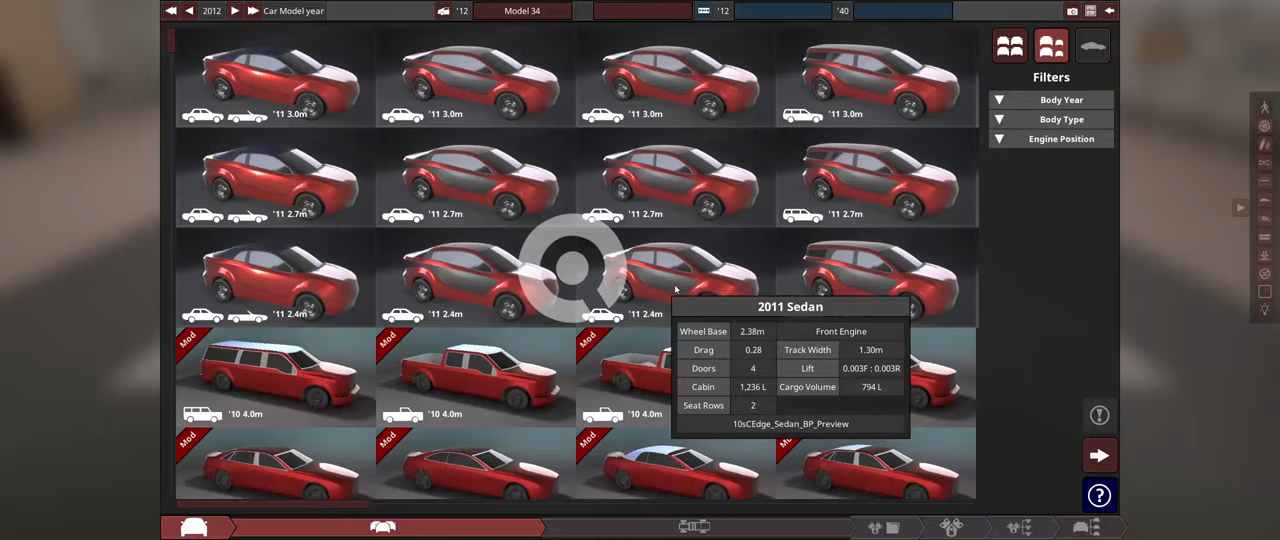 2012 Car Model year '12 Model 34 '12 '40
Filters
Body Year
Body Type
Engine Position
'11 3.0m '11 3.0m '11 3.0m '11 3.0m
'11 2.7m '11 2.7m '11 2.7m '11 2.7m
'11 2.4m '11 2.4m '11 2.4m
2011 Sedan
Wheel Base 2.38m Front Engine
Drag 0.28 Track Width 1.30m
Doors 4 Lift 0.003F : 0.003R
Cabin 1,236 L Cargo Volume 794 L
Seat Rows 2
10sCEdge_Sedan_BP_Preview
Mod Mod Mod
'10 4.0m '10 4.0m '10 4.0m
Mod Mod Mod Mod
?